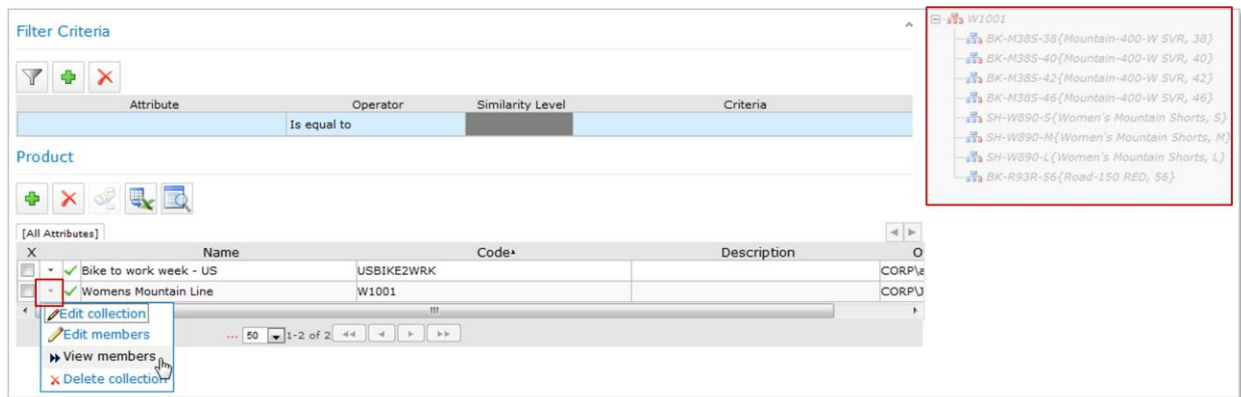 Filter Criteria
Attribute Operator Similarity Level Criteria
Is equal to
Product
[All Attributes]
X Name Code Description O
Bike to work week - US USBIKE2WRK CORP\a
Womens Mountain Line W1001 CORP\J
Edit collection
Edit members
View members
Delete collection
... 50 1-2 of 2
W1001
BK-M38S-38{Mountain-400-W SVR, 38}
BK-M38S-40{Mountain-400-W SVR, 40}
BK-M38S-42{Mountain-400-W SVR, 42}
BK-M38S-46{Mountain-400-W SVR, 46}
SH-W890-S{Women's Mountain Shorts, S}
SH-W890-M{Women's Mountain Shorts, M}
SH-W890-L{Women's Mountain Shorts, L}
BK-R93R-56{Road-150 RED, 56}